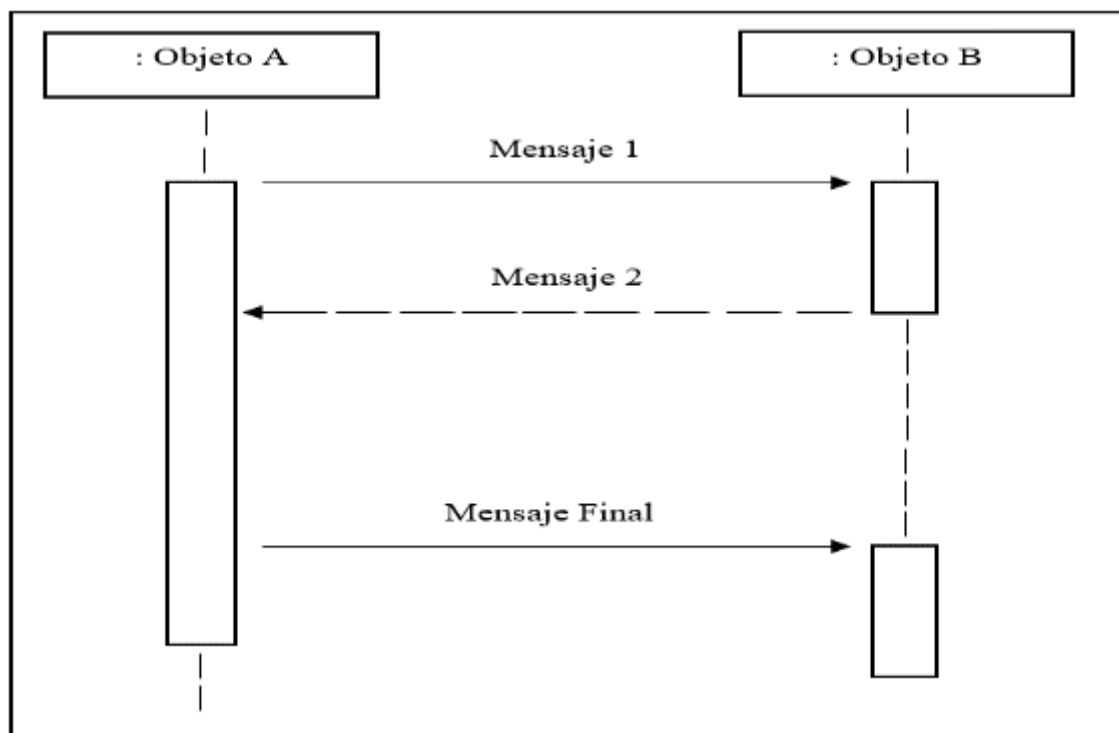 : Objeto A
: Objeto B
Mensaje 1
Mensaje 2
Mensaje Final